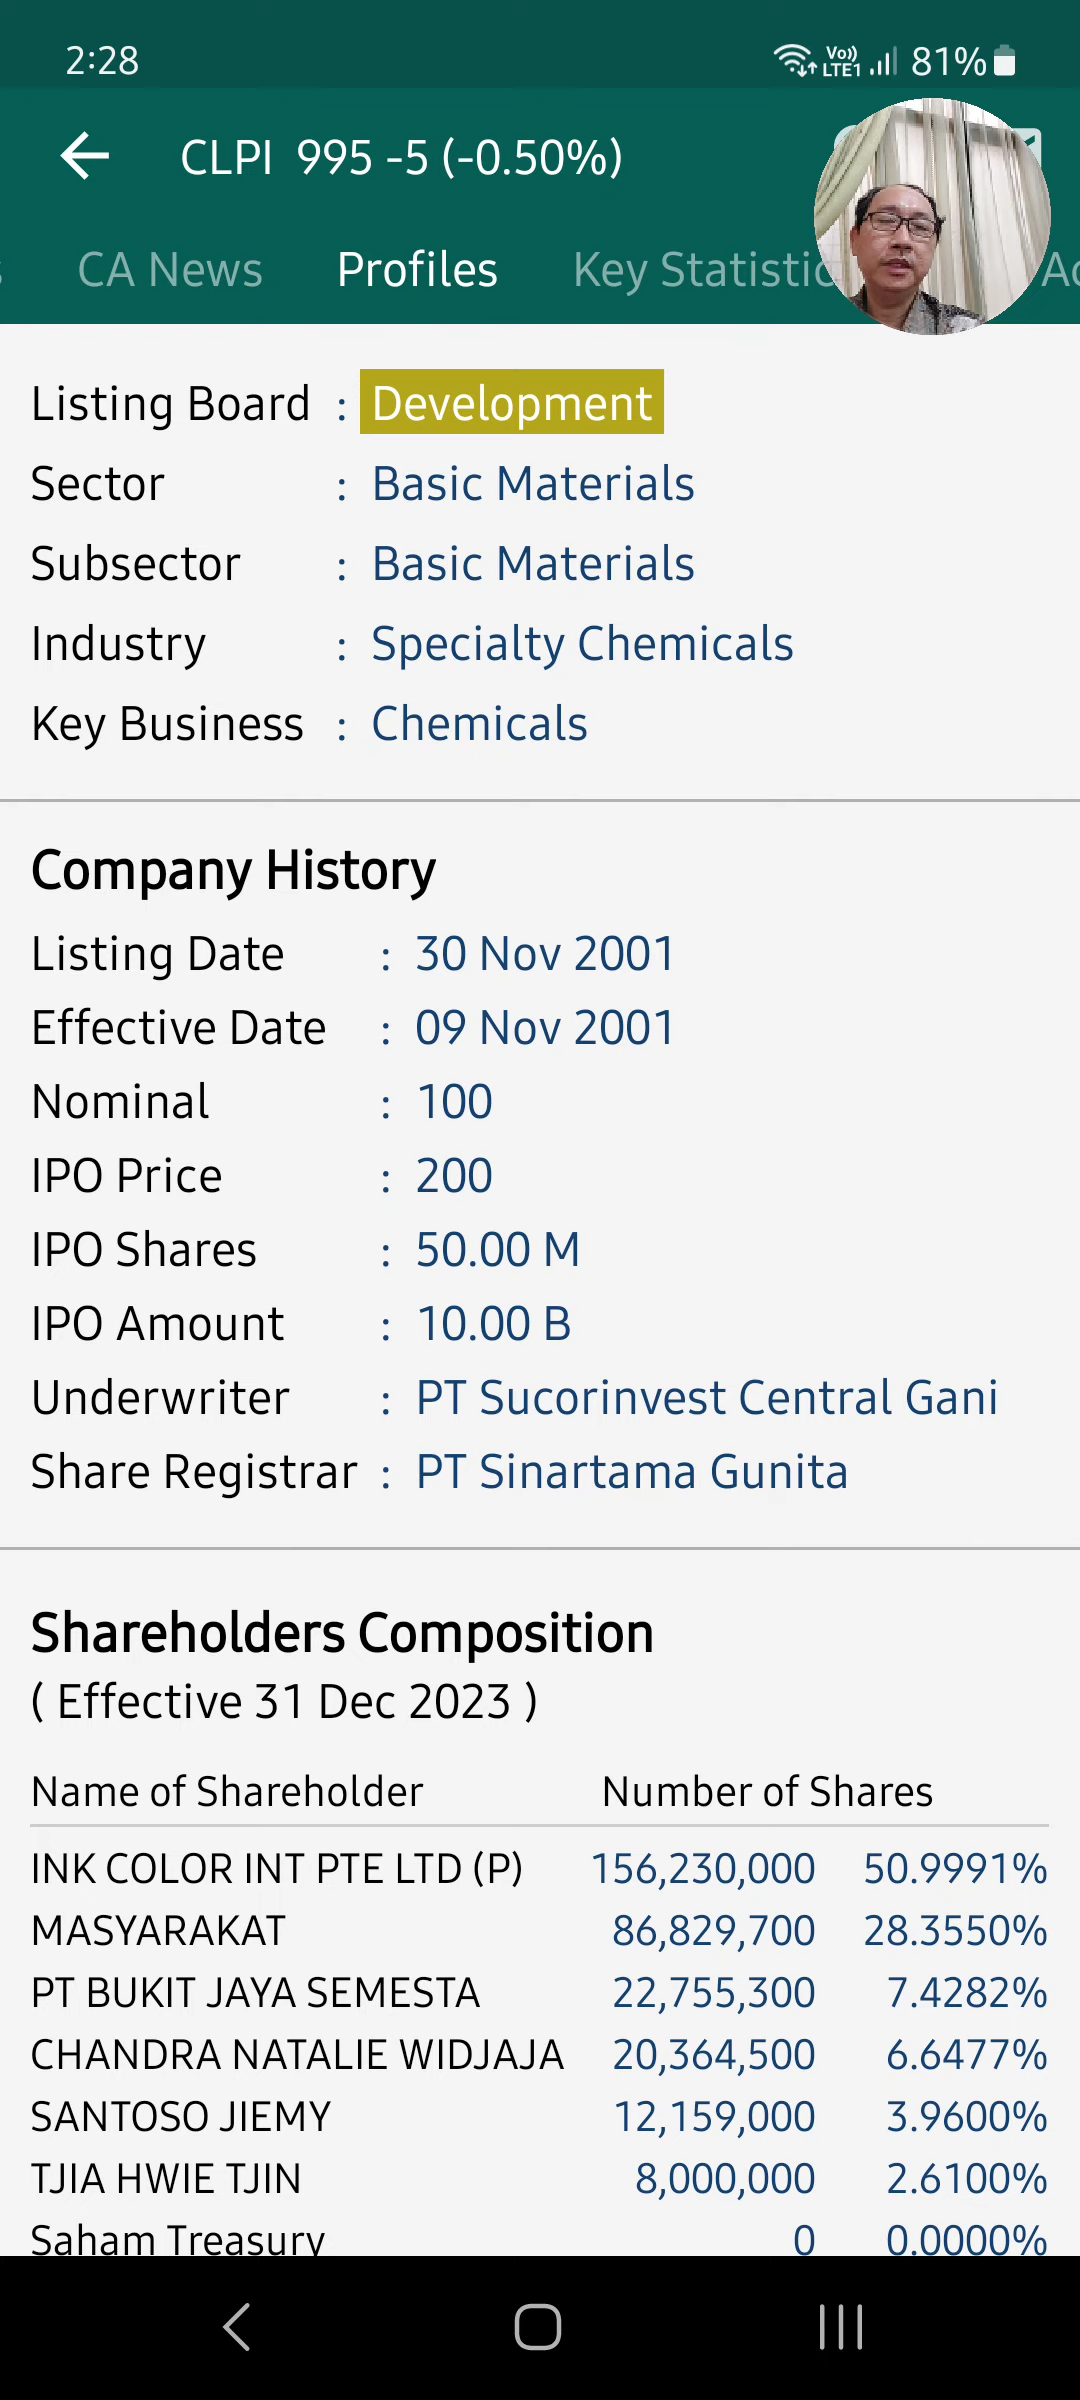 2:28 Vo)) LTE1 81%
CLPI 995 -5 (-0.50%)
CA News Profiles Key Statistic
Listing Board : Development
Sector : Basic Materials
Subsector : Basic Materials
Industry : Specialty Chemicals
Key Business : Chemicals
Company History
Listing Date : 30 Nov 2001
Effective Date : 09 Nov 2001
Nominal : 100
IPO Price : 200
IPO Shares : 50.00 M
IPO Amount : 10.00 B
Underwriter : PT Sucorinvest Central Gani
Share Registrar : PT Sinartama Gunita
Shareholders Composition
( Effective 31 Dec 2023 )
Name of Shareholder Number of Shares
INK COLOR INT PTE LTD (P) 156,230,000 50.9991%
MASYARAKAT 86,829,700 28.3550%
PT BUKIT JAYA SEMESTA 22,755,300 7.4282%
CHANDRA NATALIE WIDJAJA 20,364,500 6.6477%
SANTOSO JIEMY 12,159,000 3.9600%
TJIA HWIE TJIN 8,000,000 2.6100%
Saham Treasury 0 0.0000%